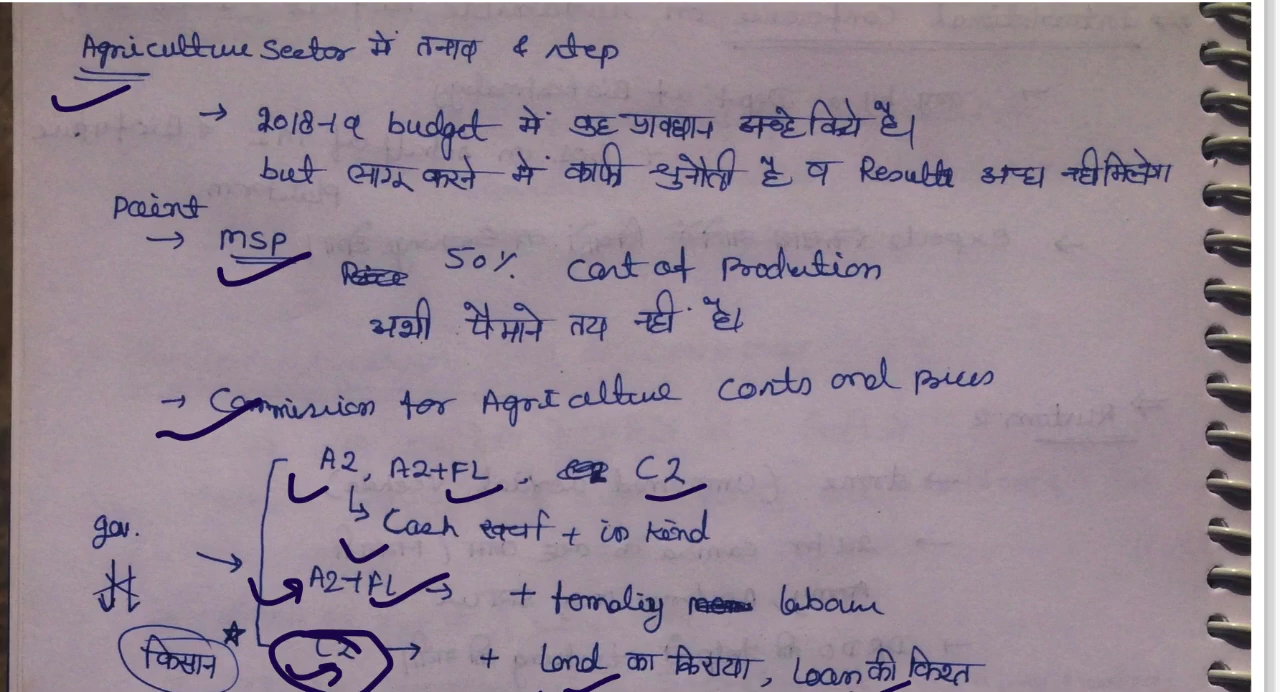 Agriculture Sector में तनाव & step
→ 2018-19 budget में कुछ प्रावधान अच्छे किये है।
but लागू करने में काफी चुनौती है व Result अच्छा नही मिलेगा
Point
→ MSP
50% Cost of Production
अभी पैमाने तय नही है।
→ Commission for Agriculture Costs and prices
A2, A2+FL, C2
↳ Cash खर्चा + in kind
gov. →
A2+FL → + labour
किसान
C2 → + Land का किराया, Loan की किश्त